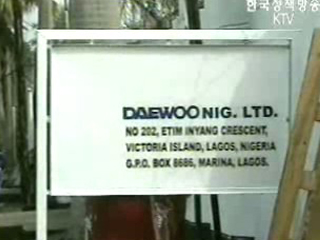 한국정책방송
KTV
DAEWOO NIG. LTD.
NO 202, ETIM INYANG CRESCENT,
VICTORIA ISLAND, LAGOS, NIGERIA
G.P.O. BOX 8686, MARINA, LAGOS.